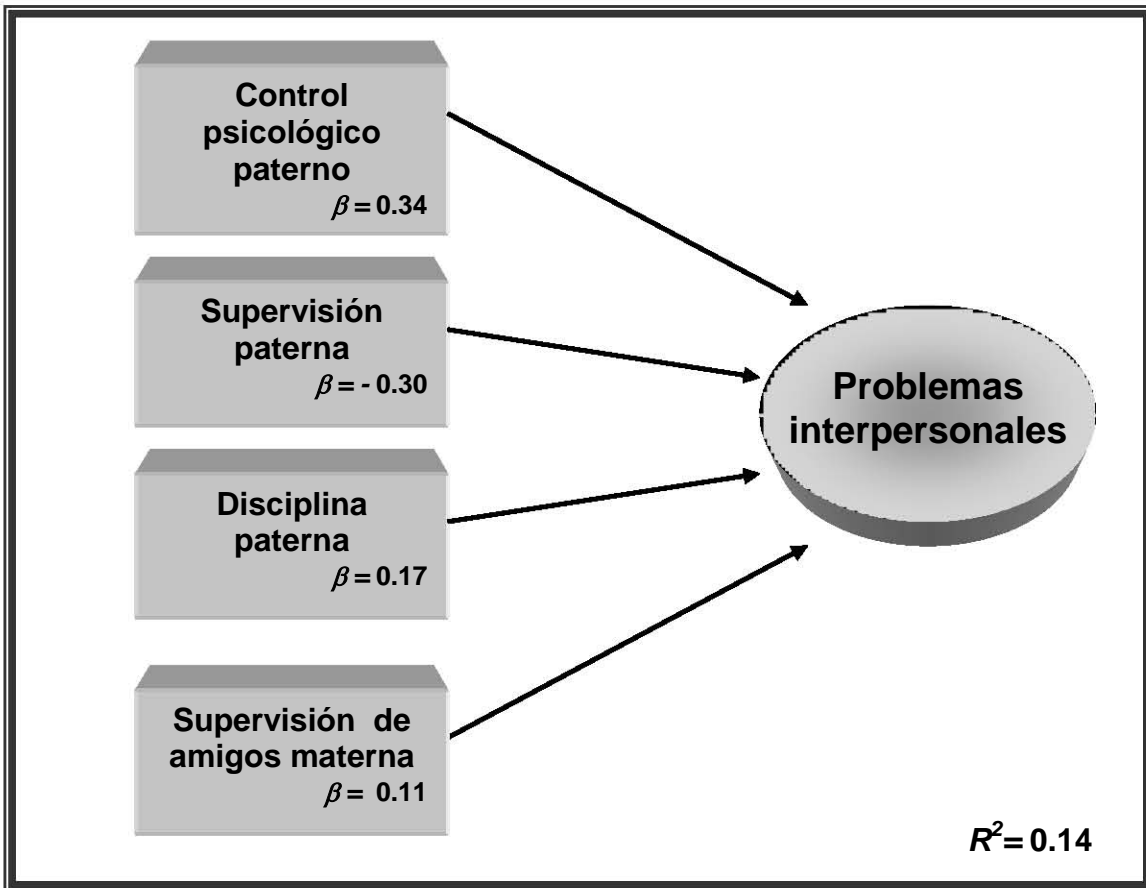 Control
psicológico
paterno
β = 0.34
Supervisión
paterna
β = - 0.30
Disciplina
paterna
β = 0.17
Supervisión de
amigos materna
β = 0.11
Problemas
interpersonales
R²= 0.14